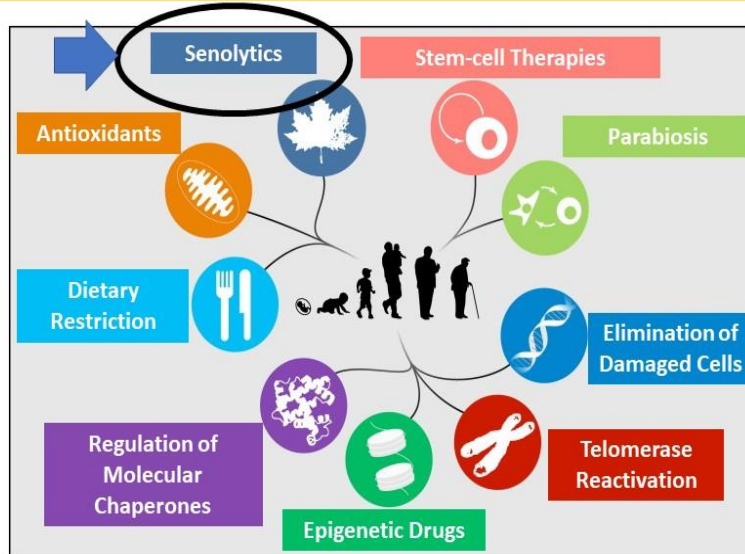 Senolytics
Stem-cell Therapies
Antioxidants
Parabiosis
Dietary
Restriction
Elimination of
Damaged Cells
Regulation of
Molecular
Chaperones
Telomerase
Reactivation
Epigenetic Drugs